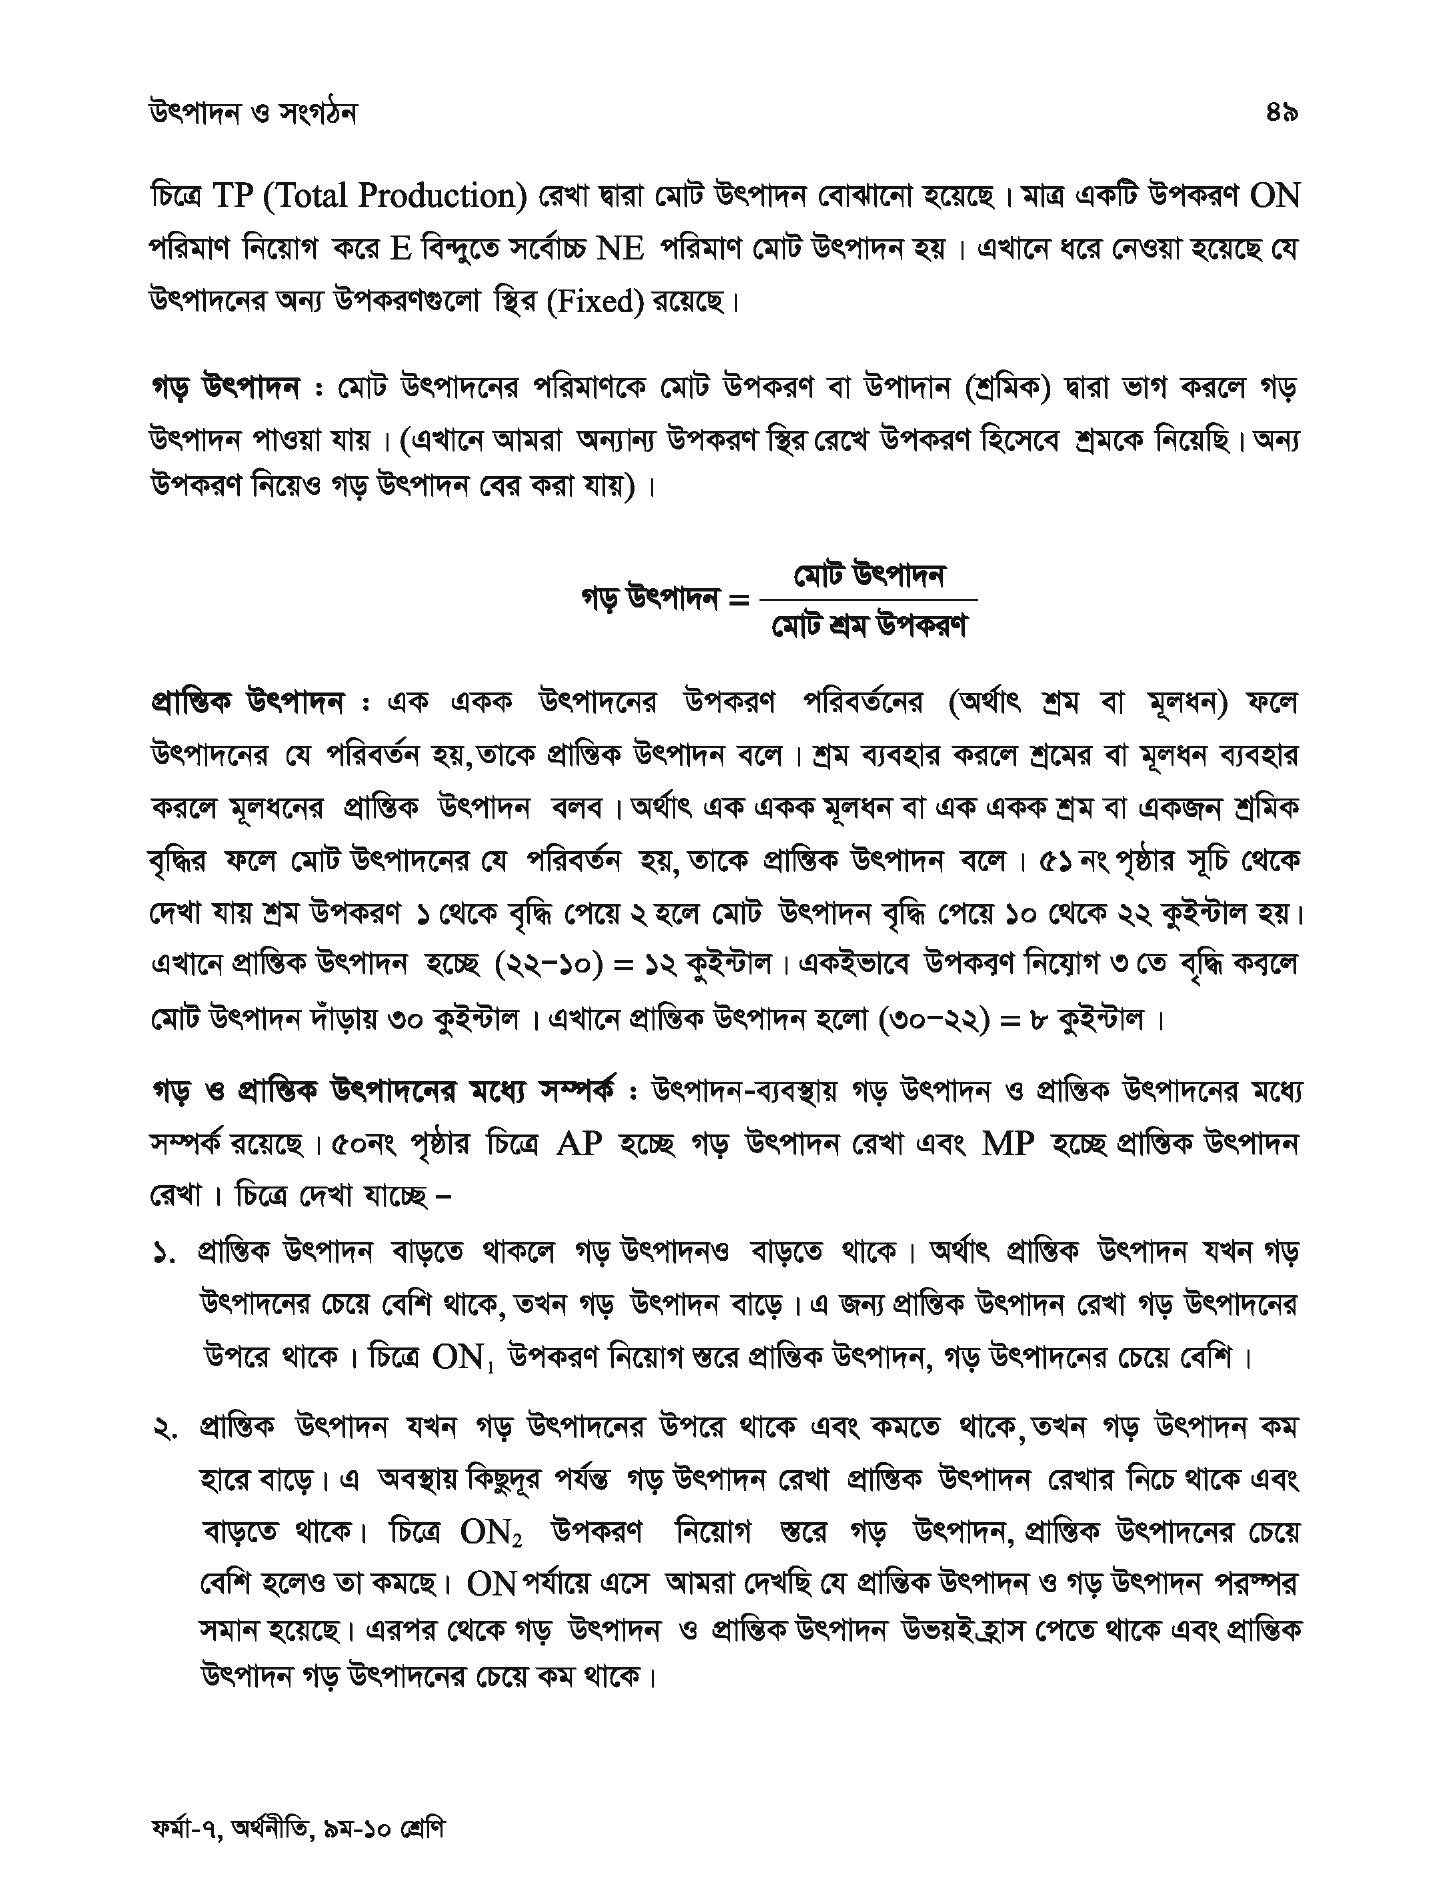 উৎপাদন ও সংগঠন ৪৯
চিত্রে TP (Total Production) রেখা দ্বারা মোট উৎপাদন বোঝানো হয়েছে। মাত্র একটি উপকরণ ON
পরিমাণ নিয়োগ করে E বিন্দুতে সর্বোচ্চ NE পরিমাণ মোট উৎপাদন হয়। এখানে ধরে নেওয়া হয়েছে যে
উৎপাদনের অন্য উপকরণগুলো স্থির (Fixed) রয়েছে।
গড় উৎপাদন : মোট উৎপাদনের পরিমাণকে মোট উপকরণ বা উপাদান (শ্রমিক) দ্বারা ভাগ করলে গড়
উৎপাদন পাওয়া যায়। (এখানে আমরা অন্যান্য উপকরণ স্থির রেখে উপকরণ হিসেবে শ্রমকে নিয়েছি। অন্য
উপকরণ নিয়েও গড় উৎপাদন বের করা যায়)।
মোট উৎপাদন
গড় উৎপাদন =
মোট শ্রম উপকরণ
প্রান্তিক উৎপাদন : এক একক উৎপাদনের উপকরণ পরিবর্তনের (অর্থাৎ শ্রম বা মূলধন) ফলে
উৎপাদনের যে পরিবর্তন হয়, তাকে প্রান্তিক উৎপাদন বলে। শ্রম ব্যবহার করলে শ্রমের বা মূলধন ব্যবহার
করলে মূলধনের প্রান্তিক উৎপাদন বলব। অর্থাৎ এক একক মূলধন বা এক একক শ্রম বা একজন শ্রমিক
বৃদ্ধির ফলে মোট উৎপাদনের যে পরিবর্তন হয়, তাকে প্রান্তিক উৎপাদন বলে। ৫১ নং পৃষ্ঠার সূচি থেকে
দেখা যায় শ্রম উপকরণ ১ থেকে বৃদ্ধি পেয়ে ২ হলে মোট উৎপাদন বৃদ্ধি পেয়ে ১০ থেকে ২২ কুইন্টাল হয়।
এখানে প্রান্তিক উৎপাদন হচ্ছে (২২−১০) = ১২ কুইন্টাল। একইভাবে উপকরণ নিয়োগ ৩ তে বৃদ্ধি করলে
মোট উৎপাদন দাঁড়ায় ৩০ কুইন্টাল। এখানে প্রান্তিক উৎপাদন হলো (৩০−২২) = ৮ কুইন্টাল।
গড় ও প্রান্তিক উৎপাদনের মধ্যে সম্পর্ক : উৎপাদন-ব্যবস্থায় গড় উৎপাদন ও প্রান্তিক উৎপাদনের মধ্যে
সম্পর্ক রয়েছে। ৫০নং পৃষ্ঠার চিত্রে AP হচ্ছে গড় উৎপাদন রেখা এবং MP হচ্ছে প্রান্তিক উৎপাদন
রেখা। চিত্রে দেখা যাচ্ছে –
১. প্রান্তিক উৎপাদন বাড়তে থাকলে গড় উৎপাদনও বাড়তে থাকে। অর্থাৎ প্রান্তিক উৎপাদন যখন গড়
উৎপাদনের চেয়ে বেশি থাকে, তখন গড় উৎপাদন বাড়ে। এ জন্য প্রান্তিক উৎপাদন রেখা গড় উৎপাদনের
উপরে থাকে। চিত্রে ON₁ উপকরণ নিয়োগ স্তরে প্রান্তিক উৎপাদন, গড় উৎপাদনের চেয়ে বেশি।
২. প্রান্তিক উৎপাদন যখন গড় উৎপাদনের উপরে থাকে এবং কমতে থাকে, তখন গড় উৎপাদন কম
হারে বাড়ে। এ অবস্থায় কিছুদূর পর্যন্ত গড় উৎপাদন রেখা প্রান্তিক উৎপাদন রেখার নিচে থাকে এবং
বাড়তে থাকে। চিত্রে ON₂ উপকরণ নিয়োগ স্তরে গড় উৎপাদন, প্রান্তিক উৎপাদনের চেয়ে
বেশি হলেও তা কমছে। ON পর্যায়ে এসে আমরা দেখছি যে প্রান্তিক উৎপাদন ও গড় উৎপাদন পরস্পর
সমান হয়েছে। এরপর থেকে গড় উৎপাদন ও প্রান্তিক উৎপাদন উভয়ই হ্রাস পেতে থাকে এবং প্রান্তিক
উৎপাদন গড় উৎপাদনের চেয়ে কম থাকে।
ফর্মা-৭, অর্থনীতি, ৯ম-১০ শ্রেণি